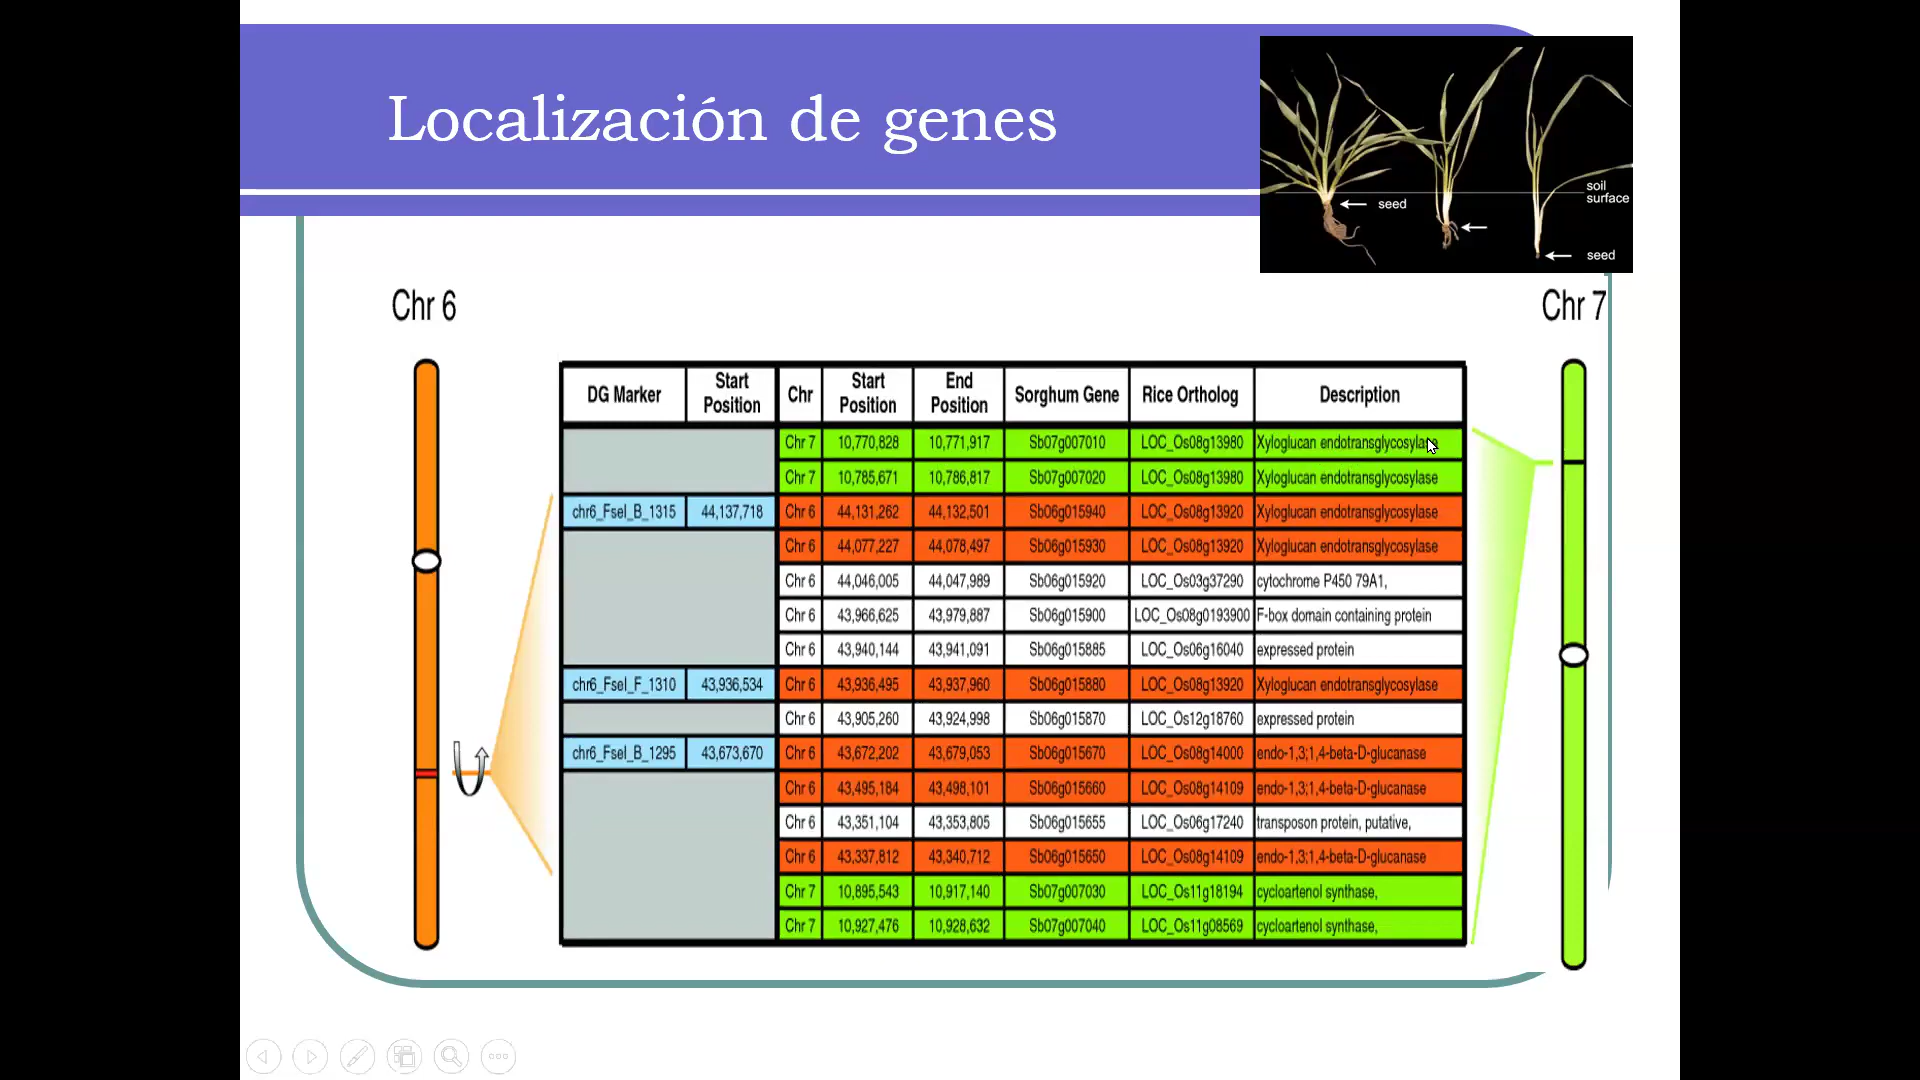 Localización de genes
seed
soil
surface
seed
Chr 6
Chr 7
DG Marker Start Position Chr Start Position End Position Sorghum Gene Rice Ortholog Description
Chr 7 10,770,828 10,771,917 Sb07g007010 LOC_Os08g13980 Xyloglucan endotransglycosylase
Chr 7 10,785,671 10,786,817 Sb07g007020 LOC_Os08g13980 Xyloglucan endotransglycosylase
chr6_FseI_B_1315 44,137,718 Chr 6 44,131,262 44,132,501 Sb06g015940 LOC_Os08g13920 Xyloglucan endotransglycosylase
Chr 6 44,077,227 44,078,497 Sb06g015930 LOC_Os08g13920 Xyloglucan endotransglycosylase
Chr 6 44,046,005 44,047,989 Sb06g015920 LOC_Os03g37290 cytochrome P450 79A1,
Chr 6 43,966,625 43,979,887 Sb06g015900 LOC_Os08g0193900 F-box domain containing protein
Chr 6 43,940,144 43,941,091 Sb06g015885 LOC_Os06g16040 expressed protein
chr6_FseI_F_1310 43,936,534 Chr 6 43,936,495 43,937,960 Sb06g015880 LOC_Os08g13920 Xyloglucan endotransglycosylase
Chr 6 43,905,260 43,924,998 Sb06g015870 LOC_Os12g18760 expressed protein
chr6_FseI_B_1295 43,673,670 Chr 6 43,672,202 43,679,053 Sb06g015670 LOC_Os08g14000 endo-1,3;1,4-beta-D-glucanase
Chr 6 43,495,184 43,498,101 Sb06g015660 LOC_Os08g14109 endo-1,3;1,4-beta-D-glucanase
Chr 6 43,351,104 43,353,805 Sb06g015655 LOC_Os06g17240 transposon protein, putative,
Chr 6 43,337,812 43,340,712 Sb06g015650 LOC_Os08g14109 endo-1,3;1,4-beta-D-glucanase
Chr 7 10,895,543 10,917,140 Sb07g007030 LOC_Os11g18194 cycloartenol synthase,
Chr 7 10,927,476 10,928,632 Sb07g007040 LOC_Os11g08569 cycloartenol synthase,